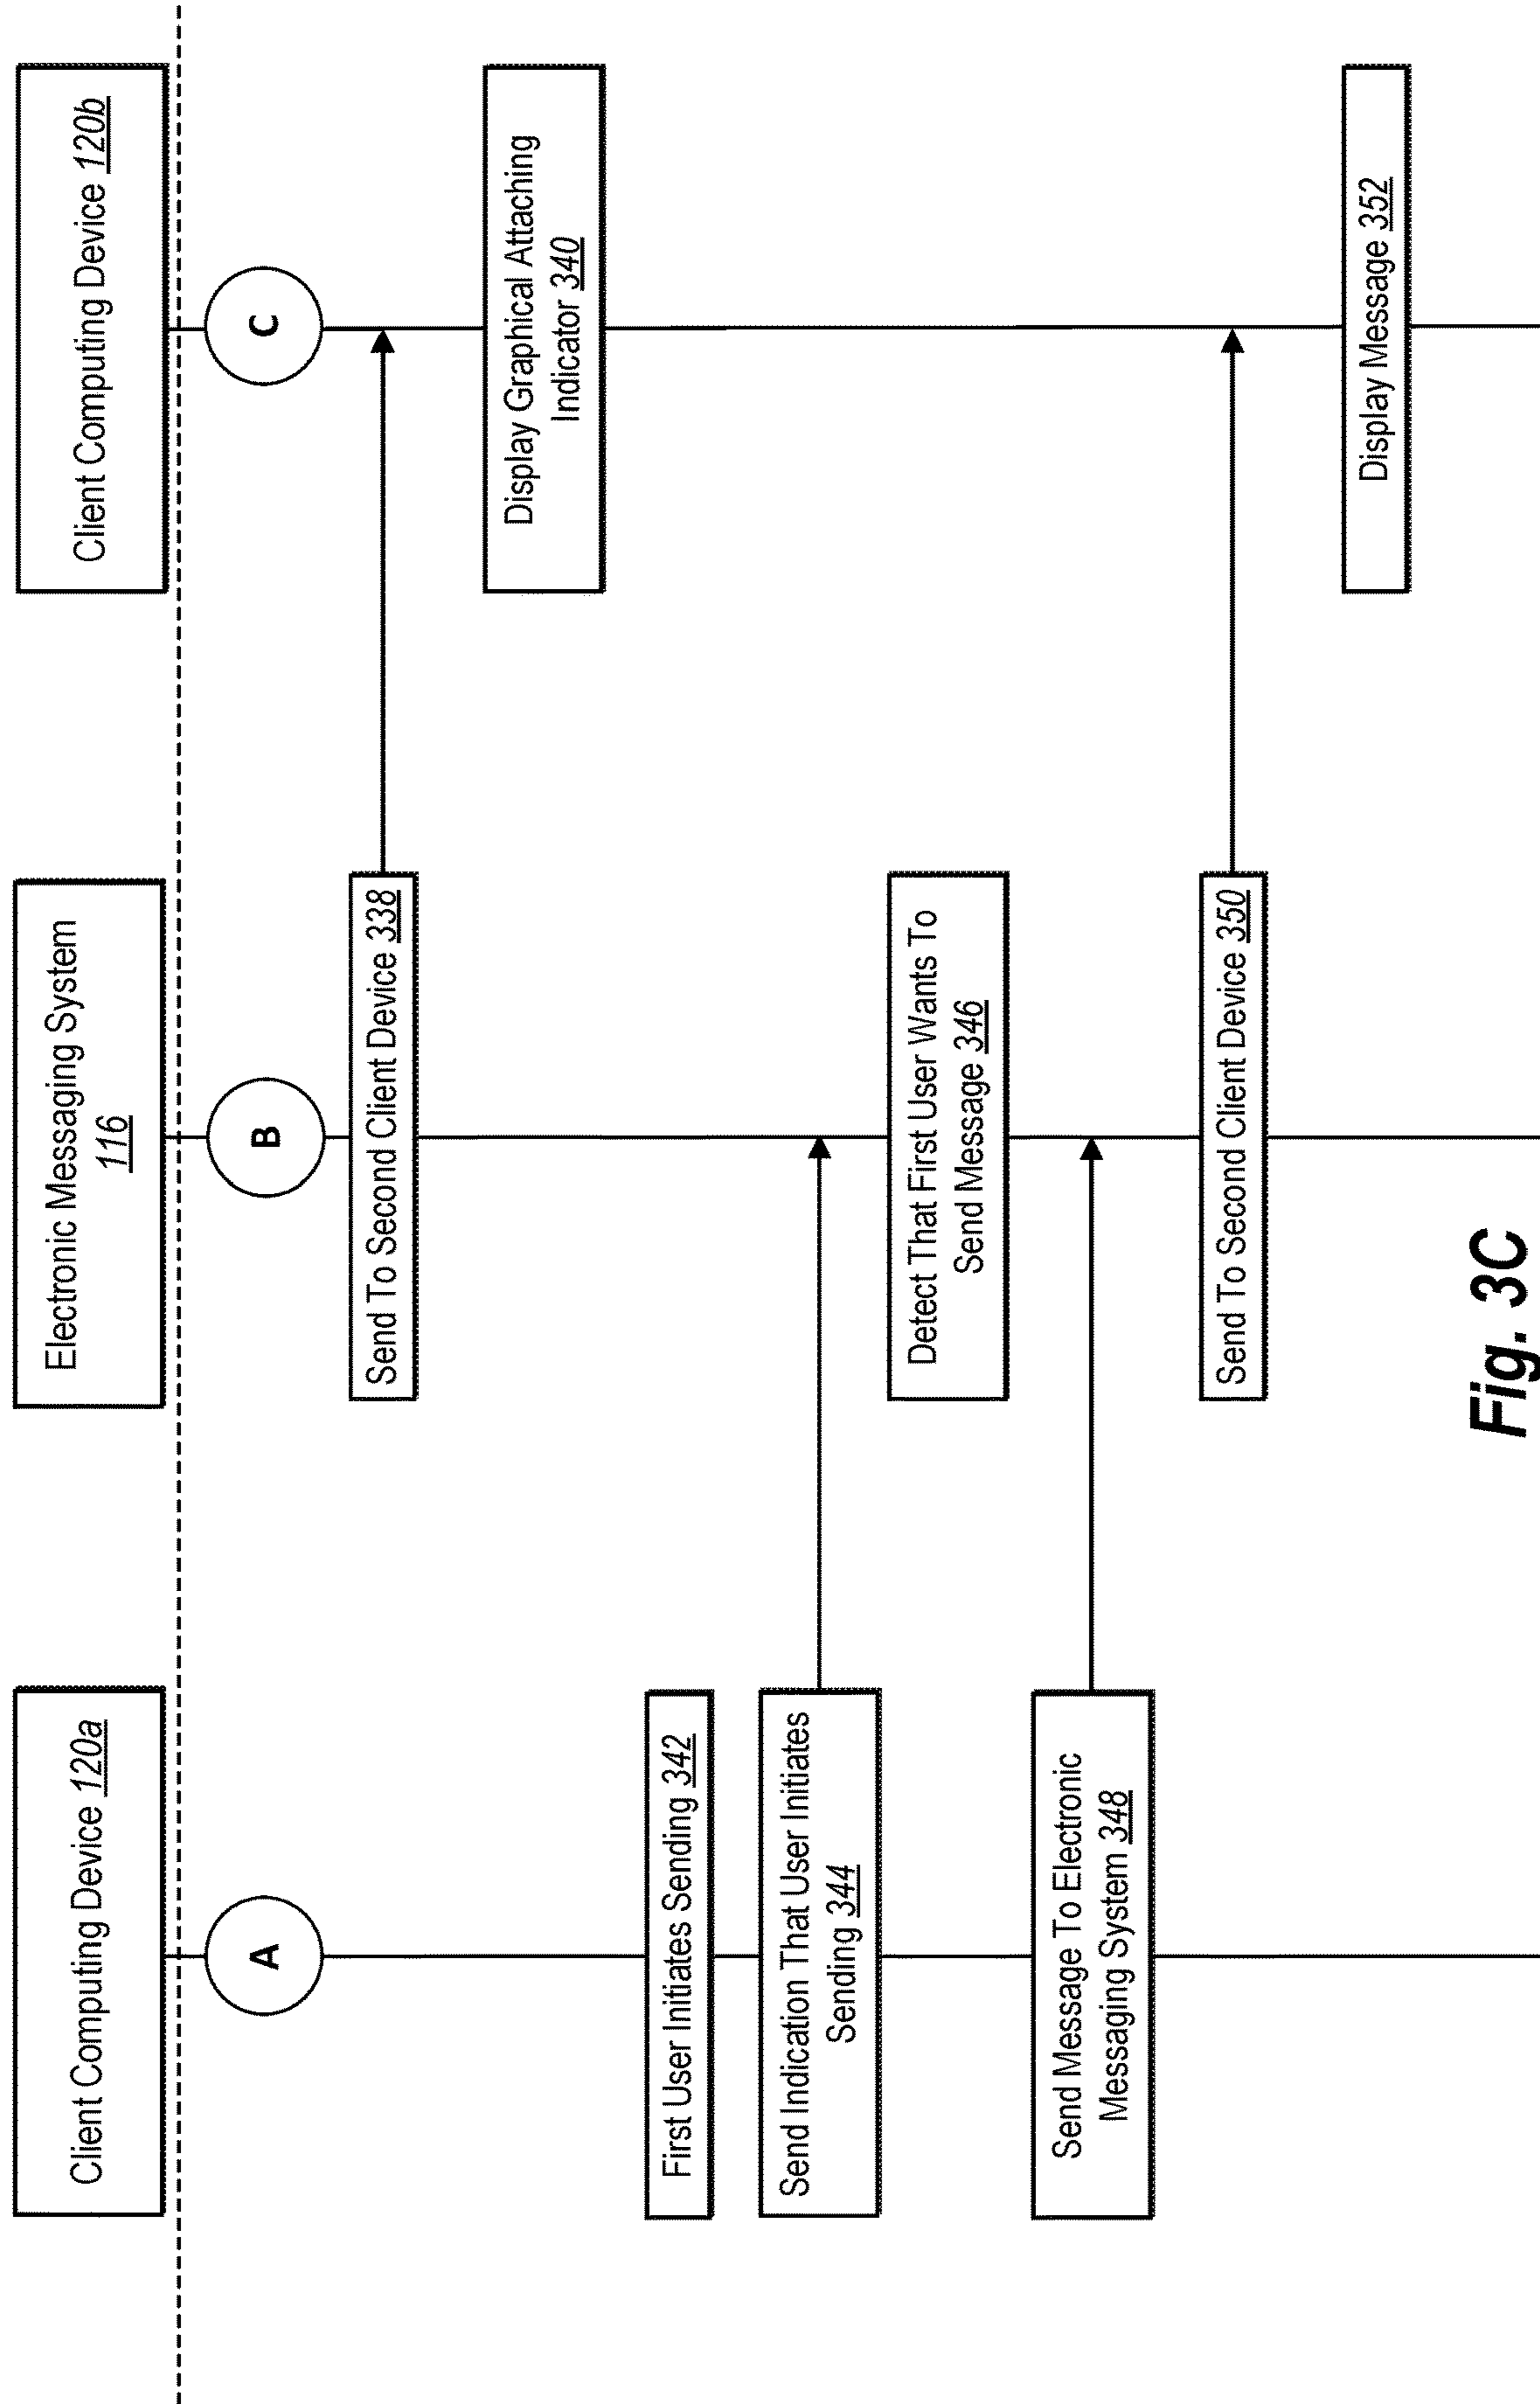 Client Computing Device 120a
Electronic Messaging System
116
Client Computing Device 120b
A
B
C
Send To Second Client Device 338
Display Graphical Attaching
Indicator 340
First User Initiates Sending 342
Send Indication That User Initiates
Sending 344
Detect That First User Wants To
Send Message 346
Send Message To Electronic
Messaging System 348
Send To Second Client Device 350
Display Message 352
Fig. 3C